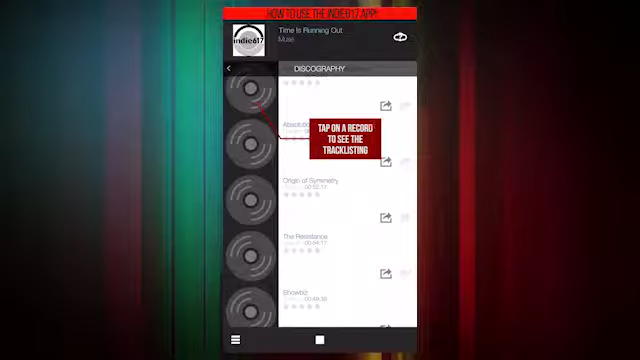 HOW TO USE THE INDIE617 APP!
indie617
Time Is Running Out
Muse
DISCOGRAPHY
TAP ON A RECORD
TO SEE THE
TRACKLISTING
Origin of Symmetry
00:52:17
The Resistance
00:54:17
Showbiz
00:49:38